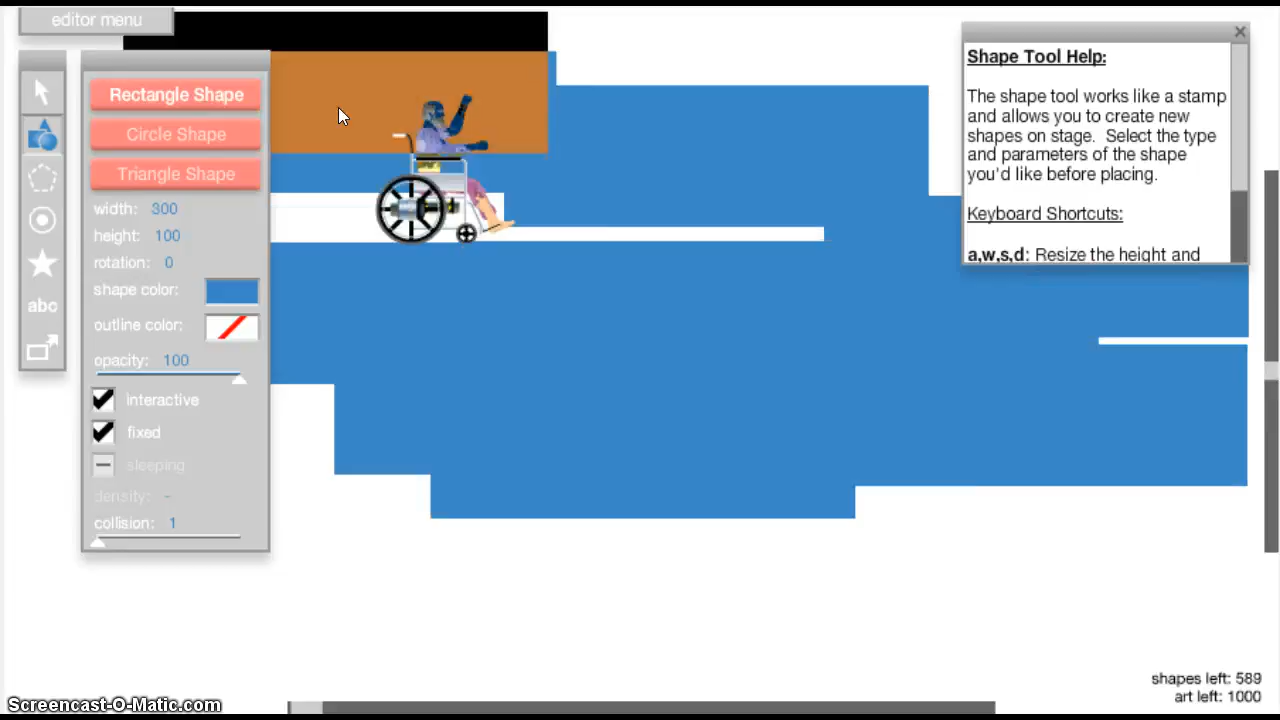 editor menu
Rectangle Shape
Circle Shape
Triangle Shape
width: 300
height: 100
rotation: 0
shape color:
outline color:
opacity: 100
interactive
fixed
sleeping
density: -
collision: 1
abc
Shape Tool Help:
The shape tool works like a stamp
and allows you to create new
shapes on stage. Select the type
and parameters of the shape
you'd like before placing.
Keyboard Shortcuts:
a,w,s,d: Resize the height and
shapes left: 589
art left: 1000
Screencast-O-Matic.com